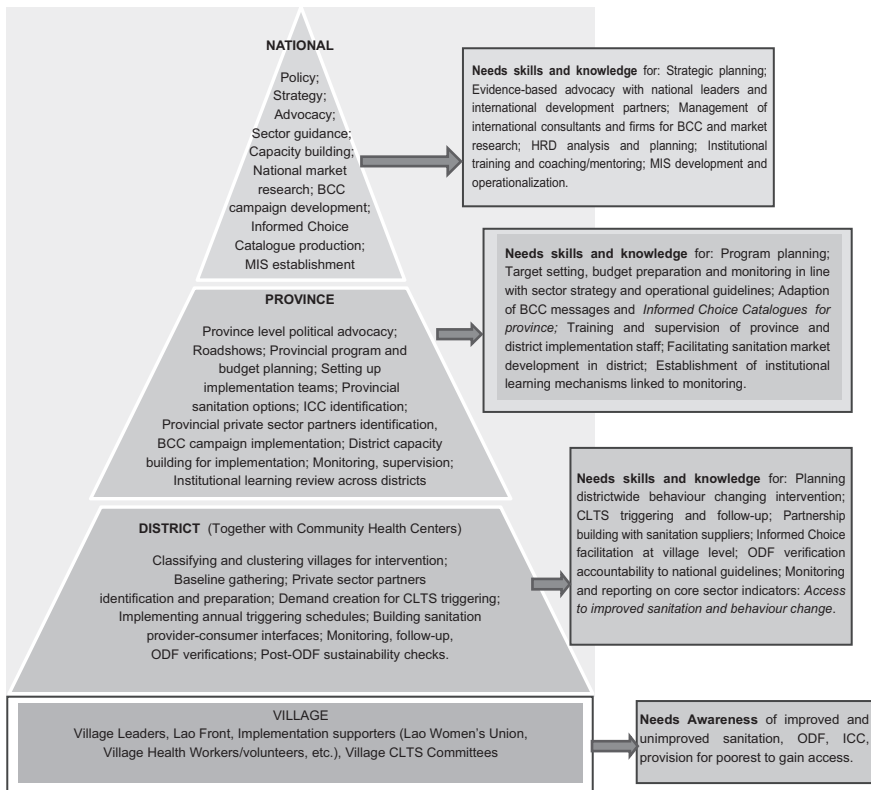 NATIONAL
Policy;
Strategy;
Advocacy;
Sector guidance;
Capacity building;
National market
research; BCC
campaign development;
Informed Choice
Catalogue production;
MIS establishment
Needs skills and knowledge for: Strategic planning;
Evidence-based advocacy with national leaders and
international development partners; Management of
international consultants and firms for BCC and market
research; HRD analysis and planning; Institutional
training and coaching/mentoring; MIS development and
operationalization.
PROVINCE
Province level political advocacy;
Roadshows; Provincial program and
budget planning; Setting up
implementation teams; Provincial
sanitation options; ICC identification;
Provincial private sector partners identification,
BCC campaign implementation; District capacity
building for implementation; Monitoring, supervision;
Institutional learning review across districts
Needs skills and knowledge for: Program planning;
Target setting, budget preparation and monitoring in line
with sector strategy and operational guidelines; Adaption
of BCC messages and Informed Choice Catalogues for
province; Training and supervision of province and
district implementation staff; Facilitating sanitation market
development in district; Establishment of institutional
learning mechanisms linked to monitoring.
DISTRICT (Together with Community Health Centers)
Classifying and clustering villages for intervention;
Baseline gathering; Private sector partners
identification and preparation; Demand creation for CLTS triggering;
Implementing annual triggering schedules; Building sanitation
provider-consumer interfaces; Monitoring, follow-up,
ODF verifications; Post-ODF sustainability checks.
Needs skills and knowledge for: Planning
districtwide behaviour changing intervention;
CLTS triggering and follow-up; Partnership
building with sanitation suppliers; Informed Choice
facilitation at village level; ODF verification
accountability to national guidelines; Monitoring
and reporting on core sector indicators: Access
to improved sanitation and behaviour change.
VILLAGE
Village Leaders, Lao Front, Implementation supporters (Lao Women's Union,
Village Health Workers/volunteers, etc.), Village CLTS Committees
Needs Awareness of improved and
unimproved sanitation, ODF, ICC,
provision for poorest to gain access.